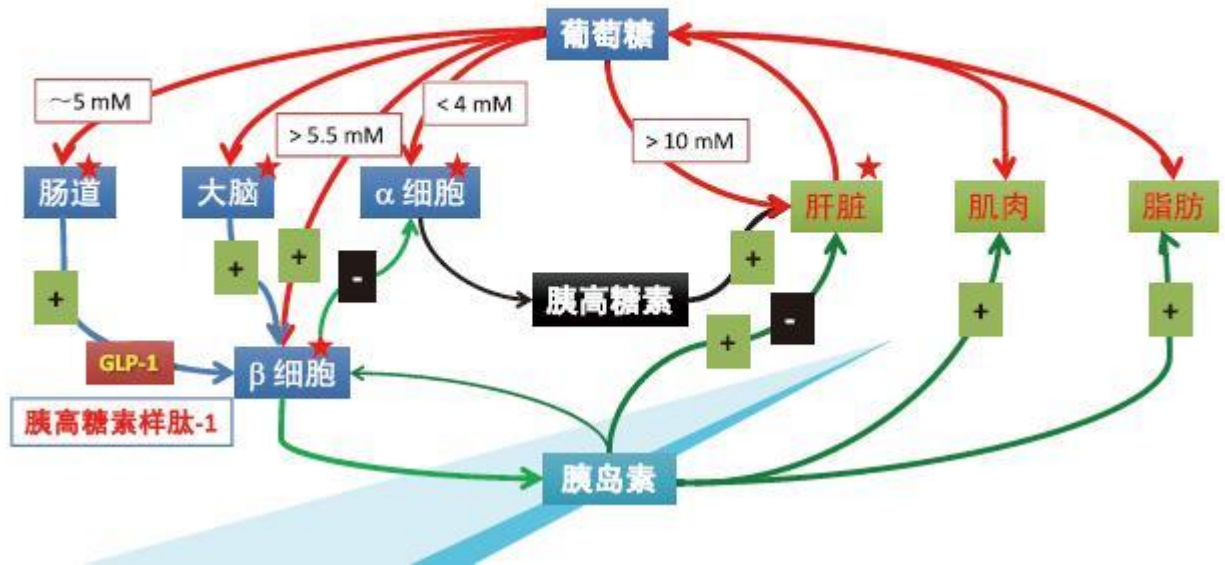 葡萄糖
～5 mM
< 4 mM
> 5.5 mM
> 10 mM
肠道
大脑
α 细胞
肝脏
肌肉
脂肪
+
+
+
-
+
胰高糖素
+
-
+
+
GLP-1
β 细胞
胰高糖素样肽-1
胰岛素